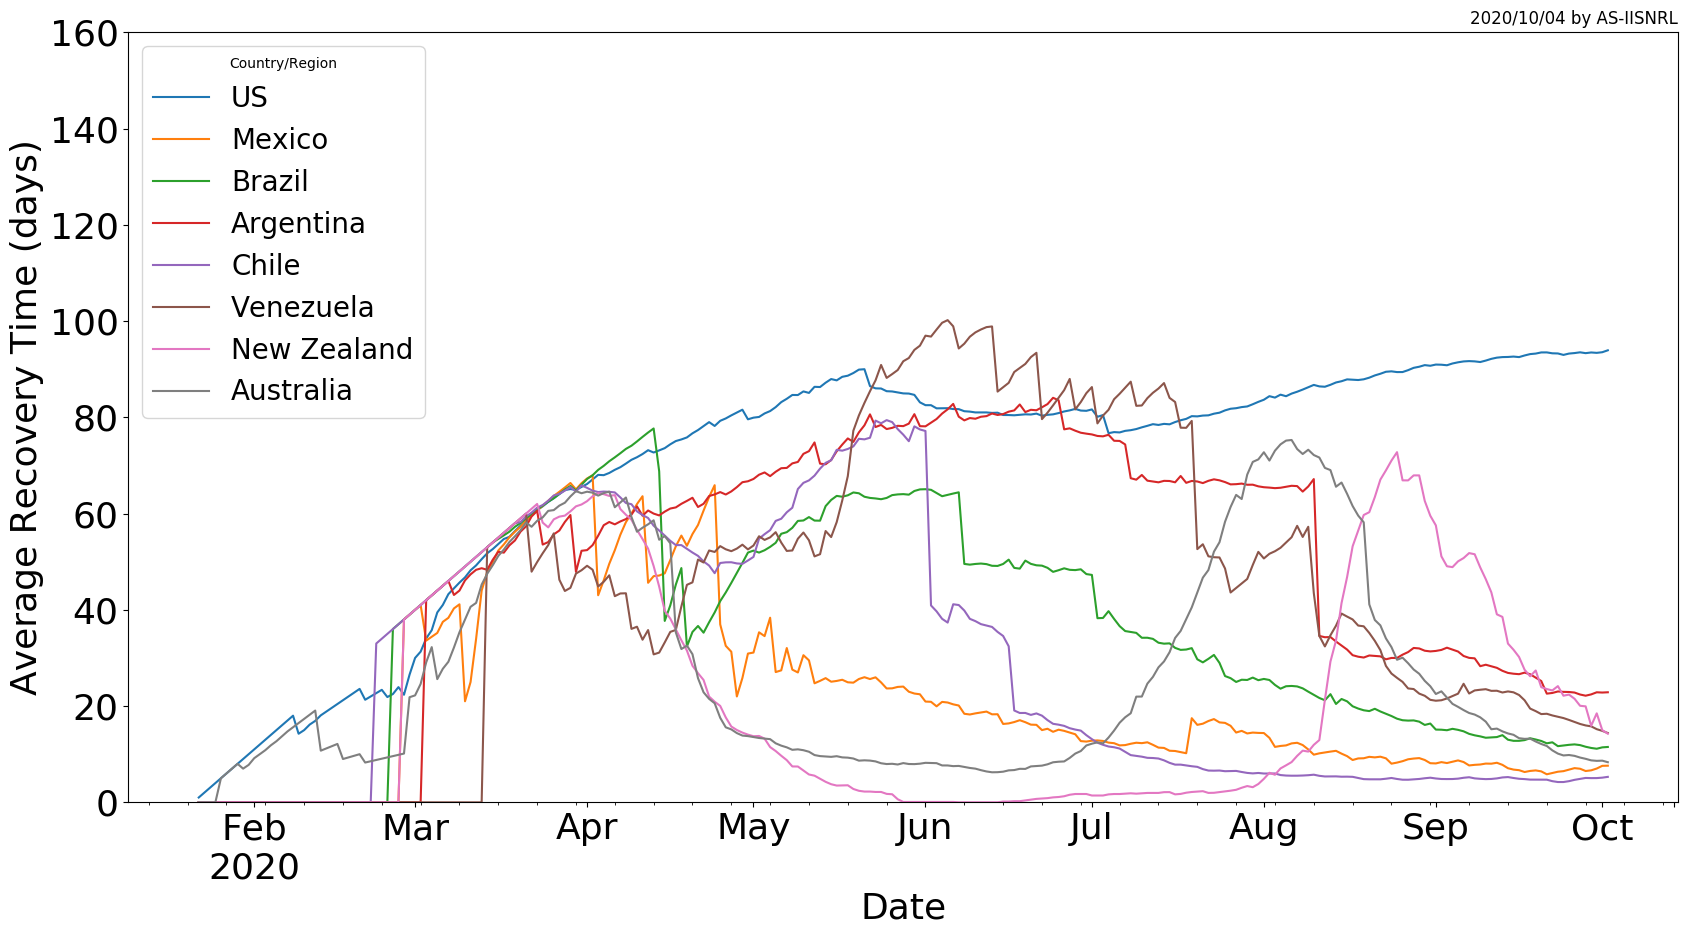 2020/10/04 by AS-IISNRL
160
140
120
100
80
60
40
20
0
Average Recovery Time (days)
Country/Region
US
Mexico
Brazil
Argentina
Chile
Venezuela
New Zealand
Australia
Feb Mar Apr May Jun Jul Aug Sep Oct
2020
Date